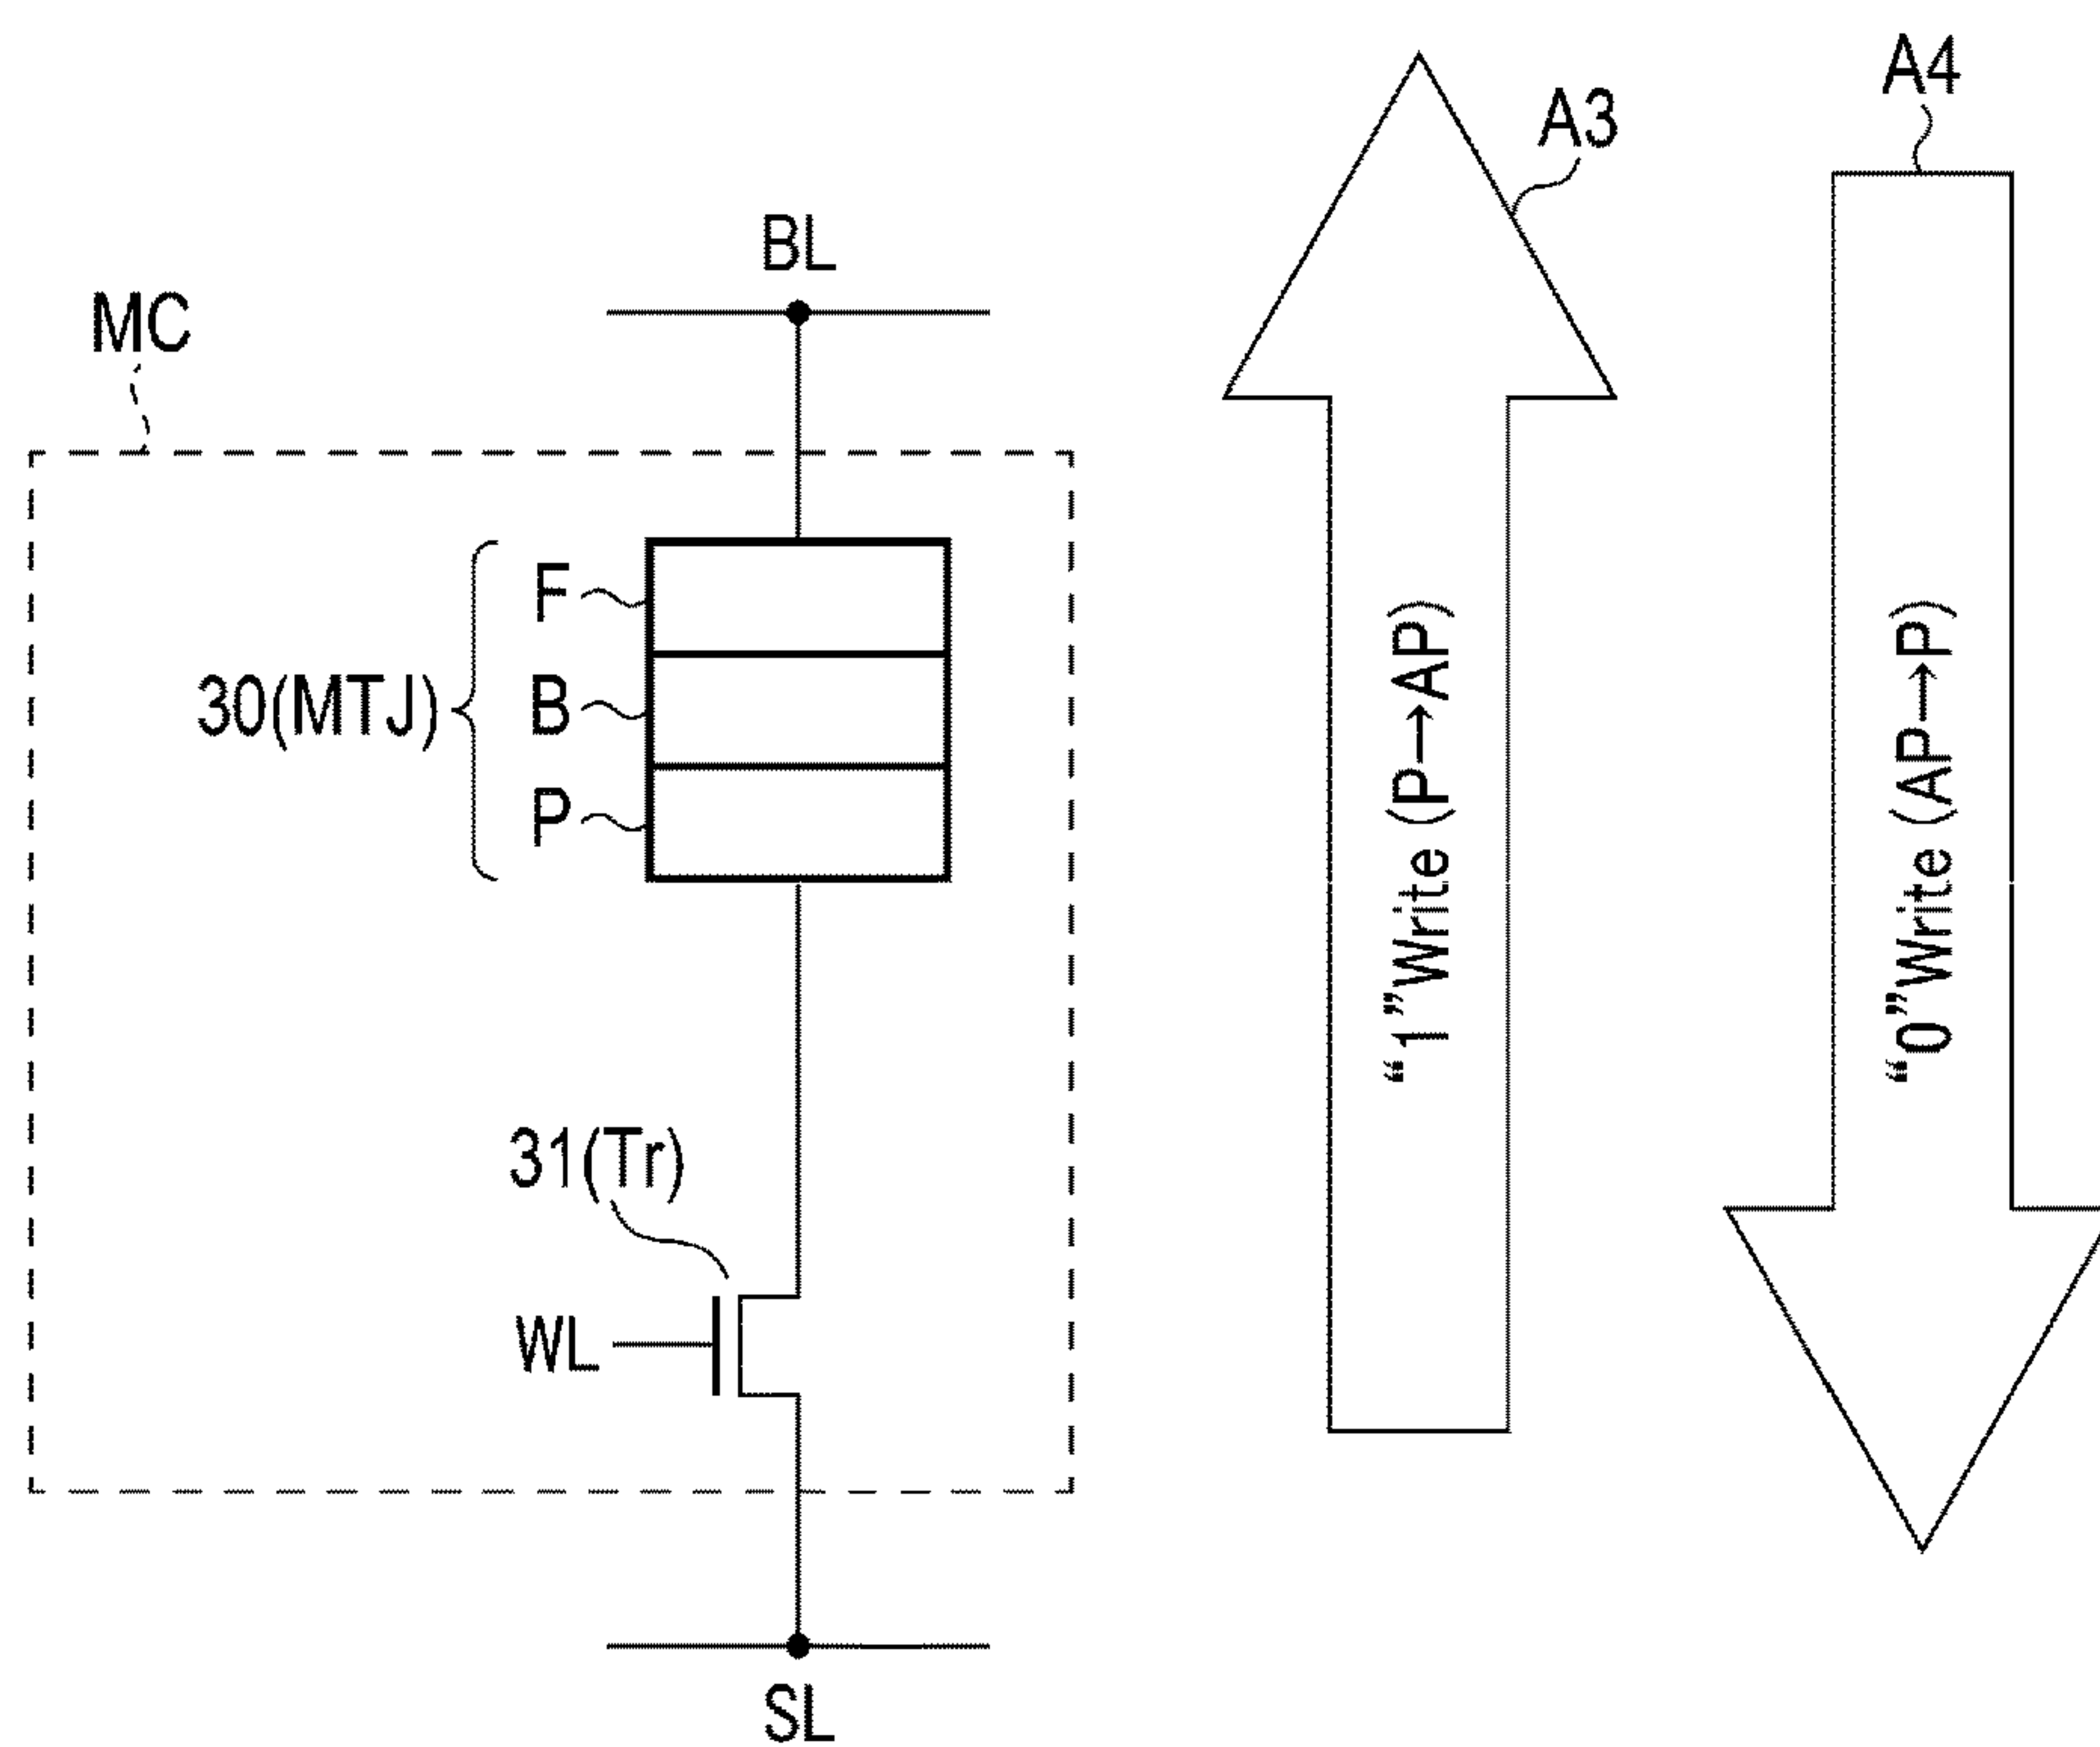 A4
A3
BL
MC
F
30(MTJ)
B
P
31(Tr)
WL
SL
“1”Write (P→AP)
“0”Write (AP→P)